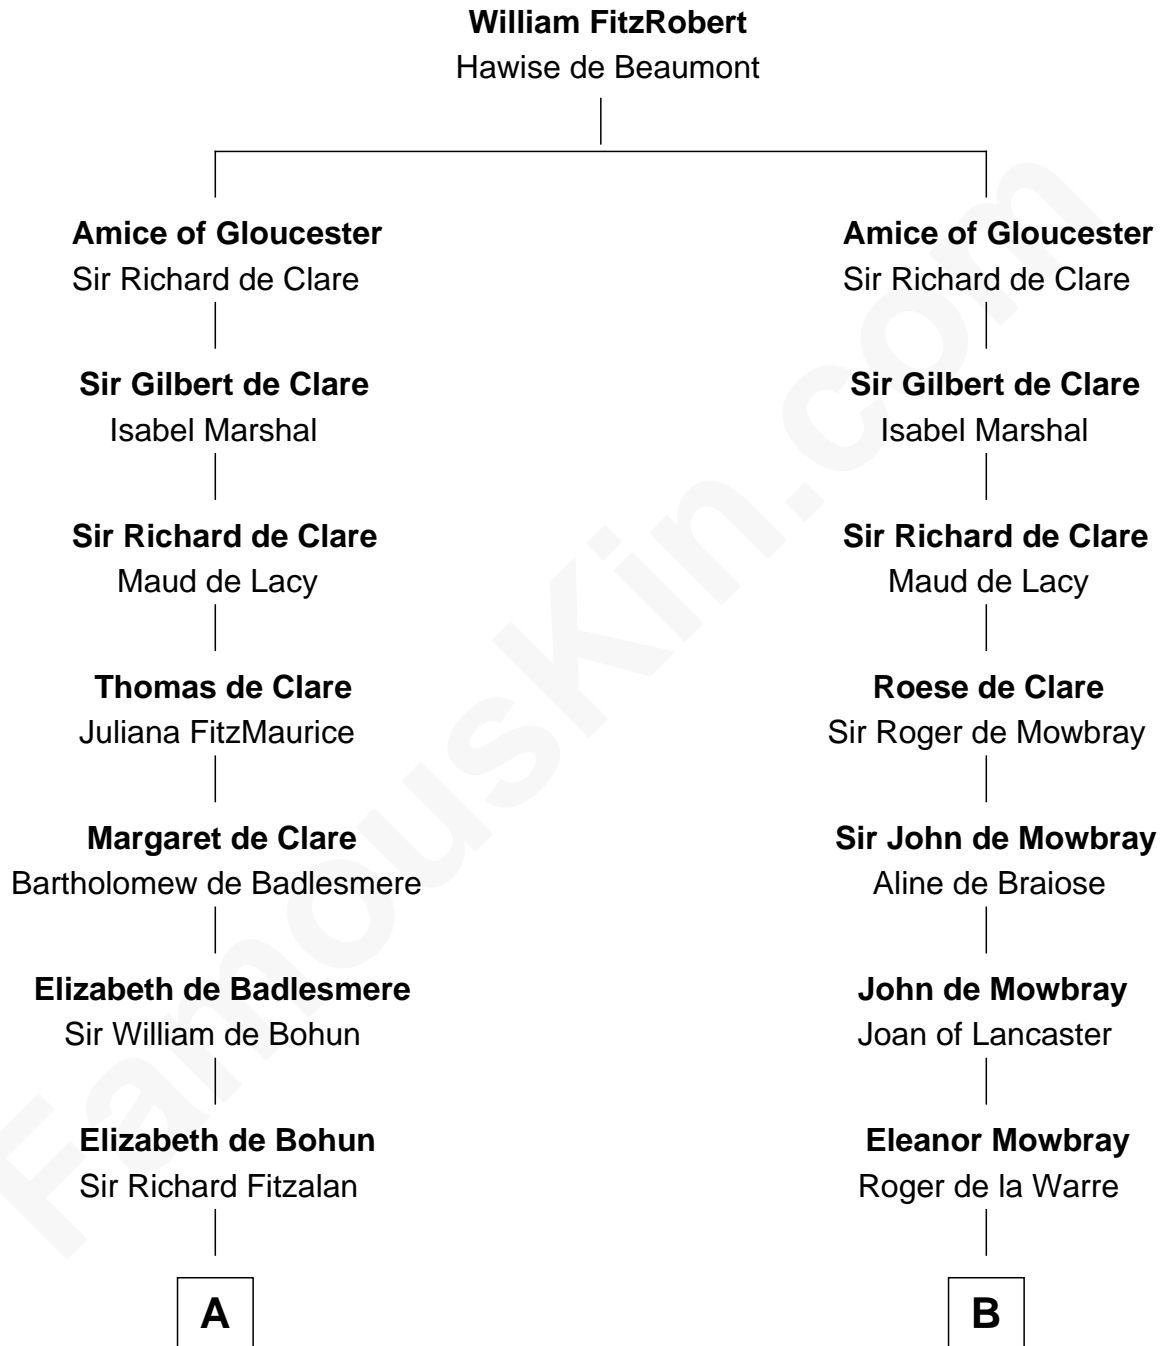 William FitzRobert
Hawise de Beaumont
Amice of Gloucester
Sir Richard de Clare
Amice of Gloucester
Sir Richard de Clare
Sir Gilbert de Clare
Isabel Marshal
Sir Gilbert de Clare
Isabel Marshal
Sir Richard de Clare
Maud de Lacy
Sir Richard de Clare
Maud de Lacy
Thomas de Clare
Juliana FitzMaurice
Roese de Clare
Sir Roger de Mowbray
Margaret de Clare
Bartholomew de Badlesmere
Sir John de Mowbray
Aline de Braiose
Elizabeth de Badlesmere
Sir William de Bohun
John de Mowbray
Joan of Lancaster
Elizabeth de Bohun
Sir Richard Fitzalan
Eleanor Mowbray
Roger de la Warre
A
B
FamousKin.com